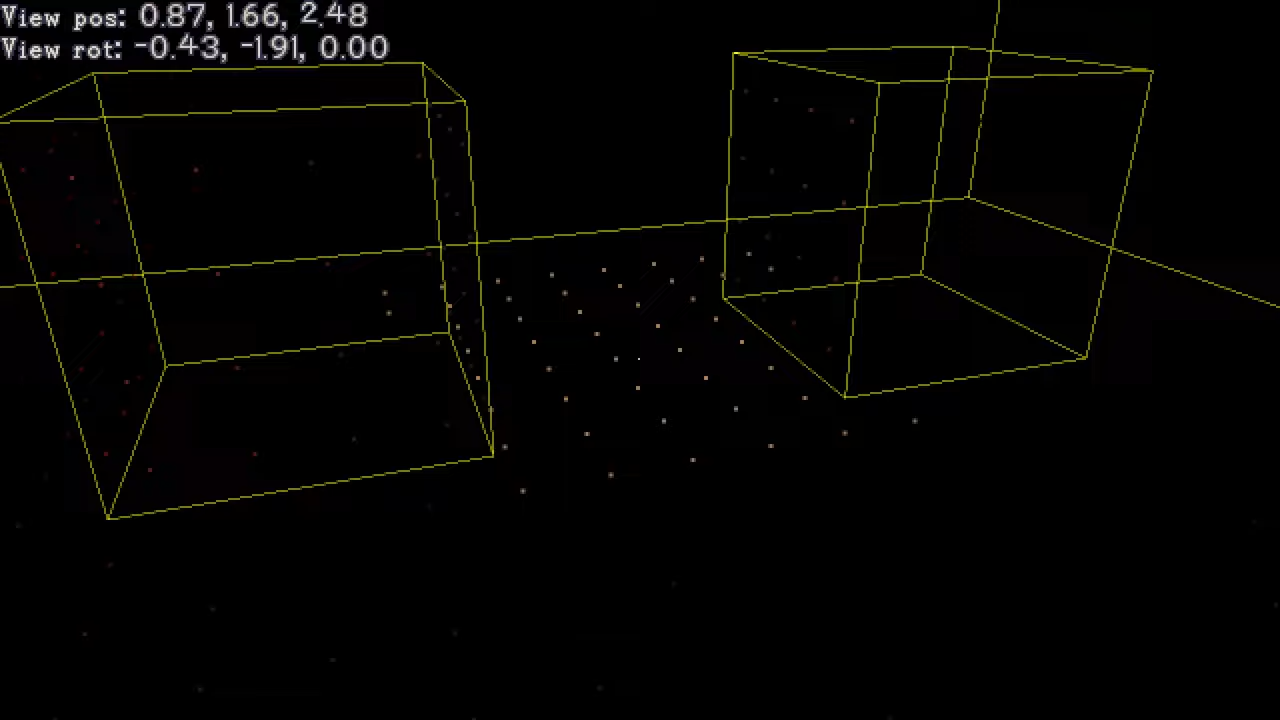 View pos: 0.87, 1.66, 2.48
View rot: -0.43, -1.91, 0.00